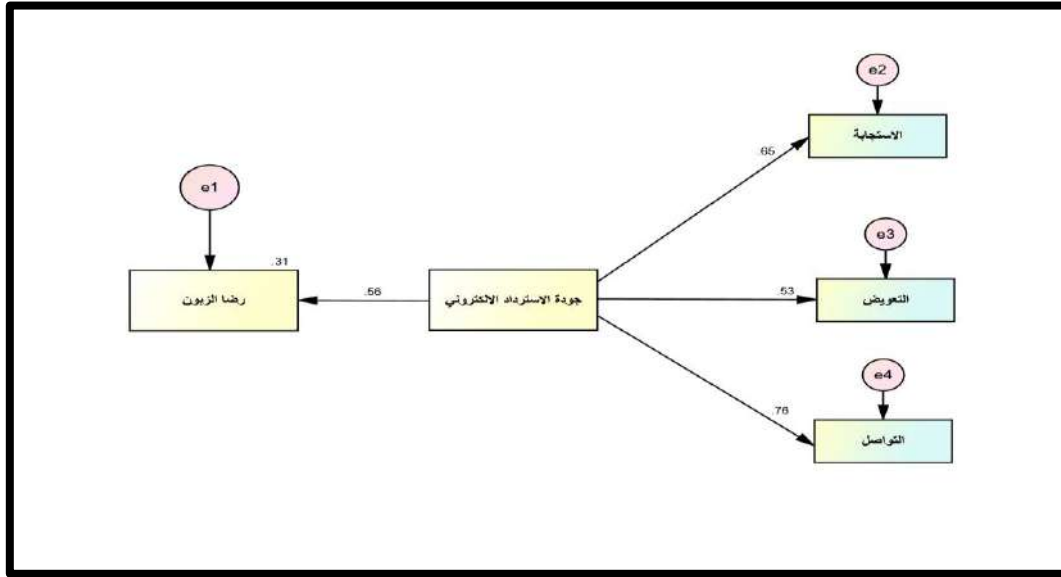 e2
الاستجابة
.65
e1
.31
رضا الزبون
.56
جودة الاسترداد الالكتروني
e3
.53
التعويض
e4
.76
التواصل